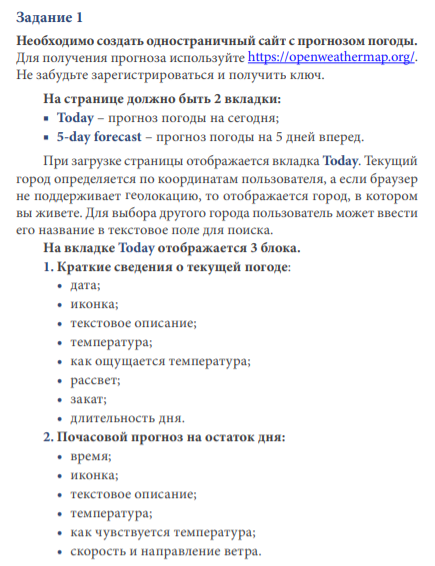 Задание 1
Необходимо создать одностраничный сайт с прогнозом погоды.
Для получения прогноза используйте https://openweathermap.org/.
Не забудьте зарегистрироваться и получить ключ.
На странице должно быть 2 вкладки:
▪ Today – прогноз погоды на сегодня;
▪ 5-day forecast – прогноз погоды на 5 дней вперед.
При загрузке страницы отображается вкладка Today. Текущий
город определяется по координатам пользователя, а если браузер
не поддерживает геолокацию, то отображается город, в котором
вы живете. Для выбора другого города пользователь может ввести
его название в текстовое поле для поиска.
На вкладке Today отображается 3 блока.
1. Краткие сведения о текущей погоде:
• дата;
• иконка;
• текстовое описание;
• температура;
• как ощущается температура;
• рассвет;
• закат;
• длительность дня.
2. Почасовой прогноз на остаток дня:
• время;
• иконка;
• текстовое описание;
• температура;
• как чувствуется температура;
• скорость и направление ветра.